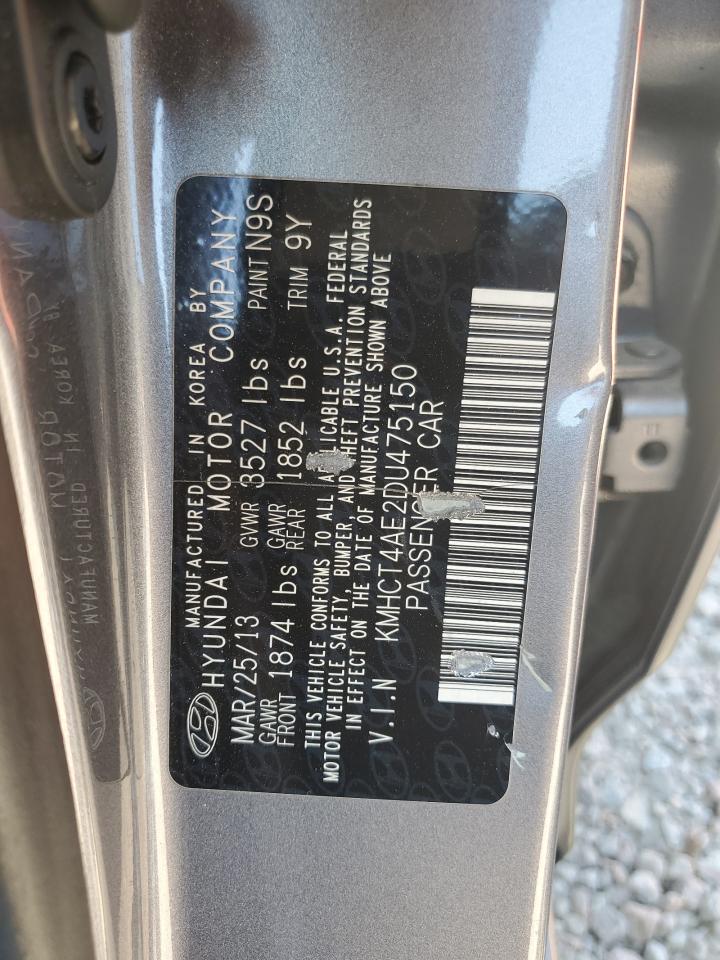 MANUFACTURED IN KOREA BY
HYUNDAI MOTOR COMPANY
MAR/25/13 GVWR 3527 lbs PAINT N9S
GAWR FRONT 1874 lbs GAWR REAR 1852 lbs TRIM 9Y
THIS VEHICLE CONFORMS TO ALL APPLICABLE U.S.A. FEDERAL
MOTOR VEHICLE SAFETY, BUMPER, AND THEFT PREVENTION STANDARDS
IN EFFECT ON THE DATE OF MANUFACTURE SHOWN ABOVE
V.I.N KMHCT4AE2DU475150
PASSENGER CAR